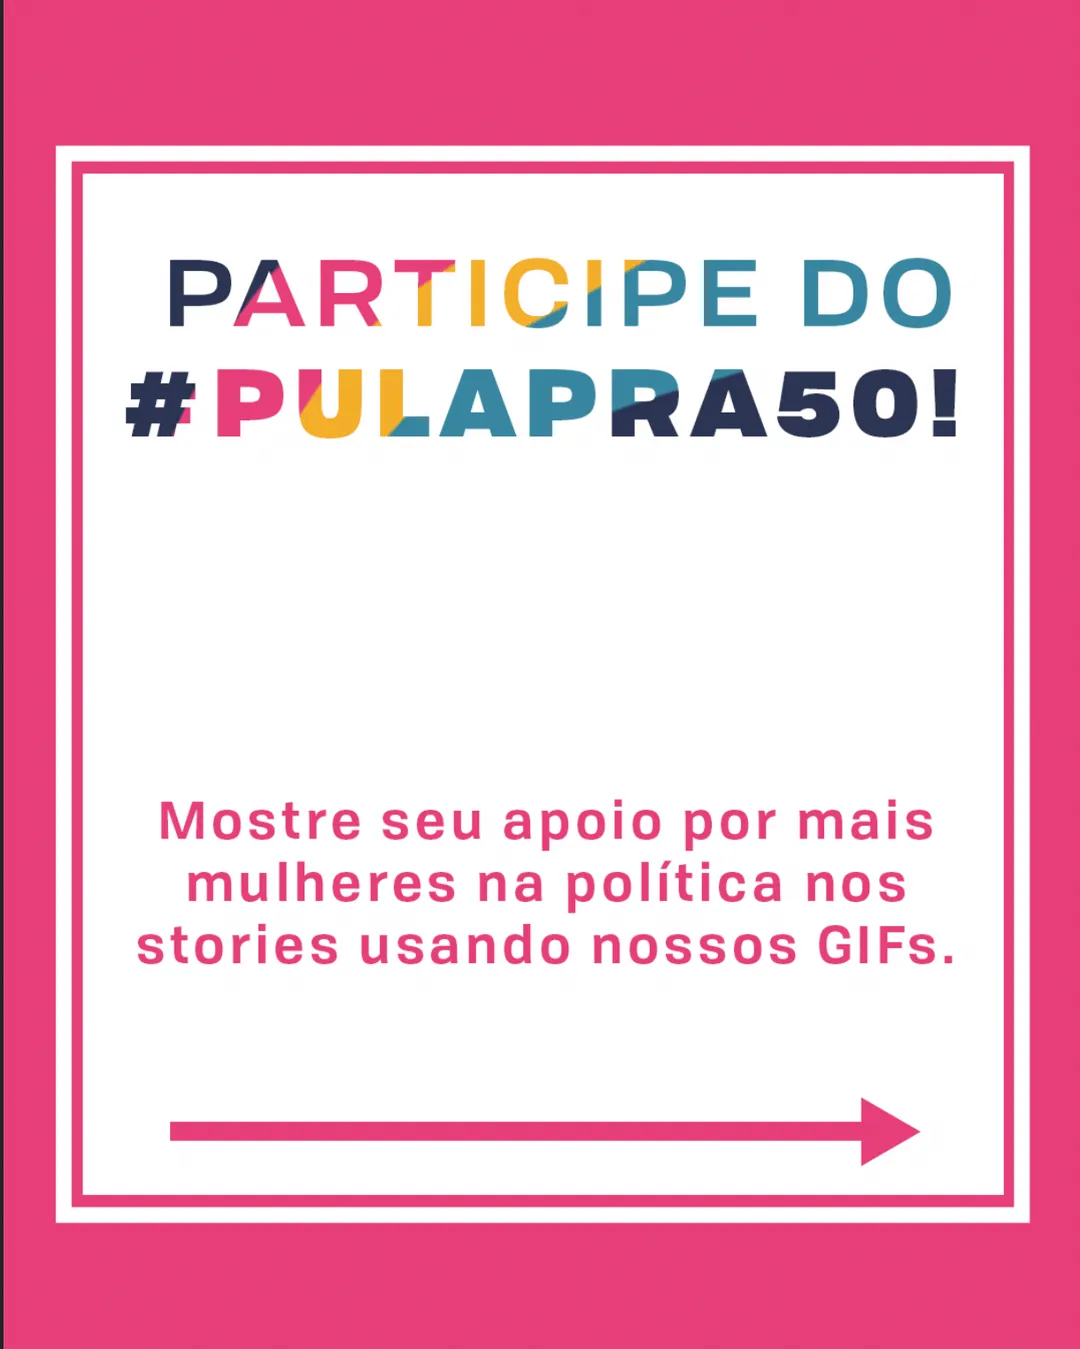 PARTICIPE DO
#PULAPRA50!
Mostre seu apoio por mais
mulheres na política nos
stories usando nossos GIFs.